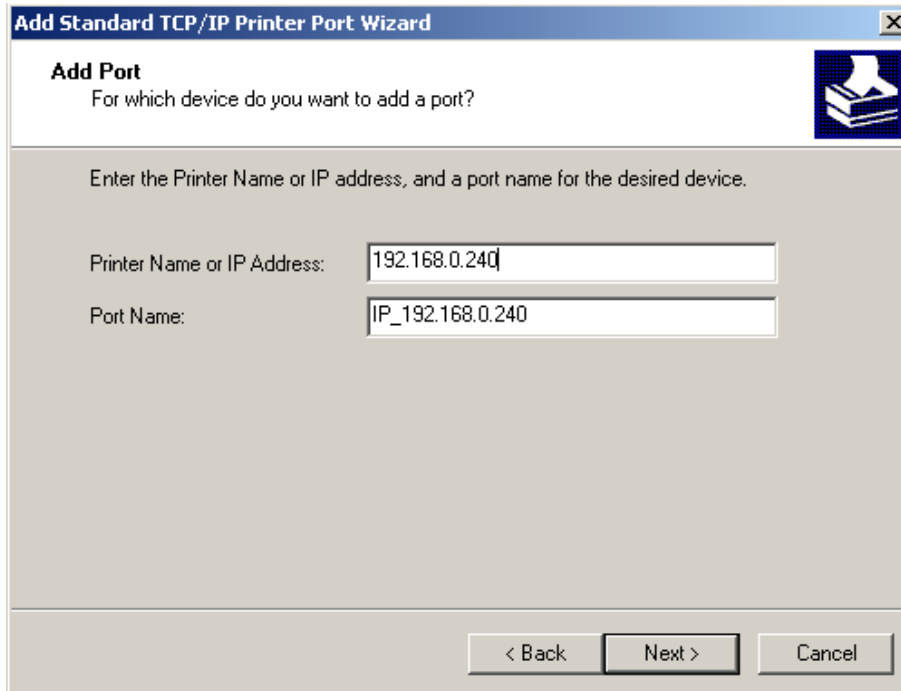 Add Standard TCP/IP Printer Port Wizard
Add Port
For which device do you want to add a port?
Enter the Printer Name or IP address, and a port name for the desired device.
Printer Name or IP Address: 192.168.0.240
Port Name: IP_192.168.0.240
< Back Next > Cancel